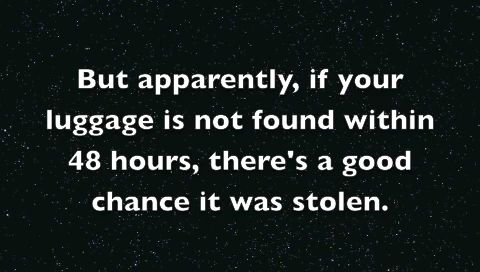 But apparently, if your
luggage is not found within
48 hours, there's a good
chance it was stolen.